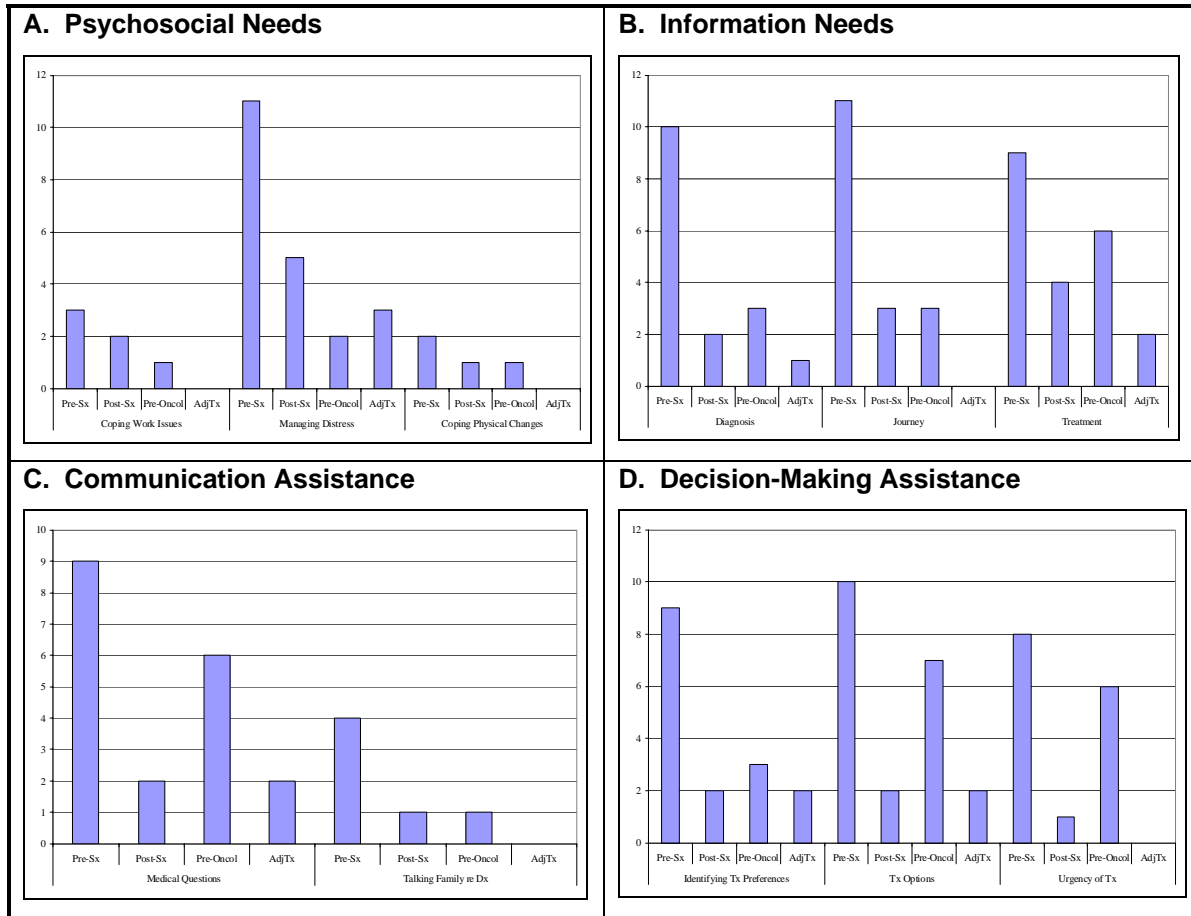 A. Psychosocial Needs
12
10
8
6
4
2
0
Pre-Sx Post-Sx Pre-Oncol AdjTx Pre-Sx Post-Sx Pre-Oncol AdjTx Pre-Sx Post-Sx Pre-Oncol AdjTx
Coping Work Issues Managing Distress Coping Physical Changes
B. Information Needs
12
10
8
6
4
2
0
Pre-Sx Post-Sx Pre-Oncol AdjTx Pre-Sx Post-Sx Pre-Oncol AdjTx Pre-Sx Post-Sx Pre-Oncol AdjTx
Diagnosis Journey Treatment
C. Communication Assistance
10
9
8
7
6
5
4
3
2
1
0
Pre-Sx Post-Sx Pre-Oncol AdjTx Pre-Sx Post-Sx Pre-Oncol AdjTx
Medical Questions Talking Family re Dx
D. Decision-Making Assistance
12
10
8
6
4
2
0
Pre-Sx Post-Sx Pre-Oncol AdjTx Pre-Sx Post-Sx Pre-Oncol AdjTx Pre-Sx Post-Sx Pre-Oncol AdjTx
Identifying Tx Preferences Tx Options Urgency of Tx